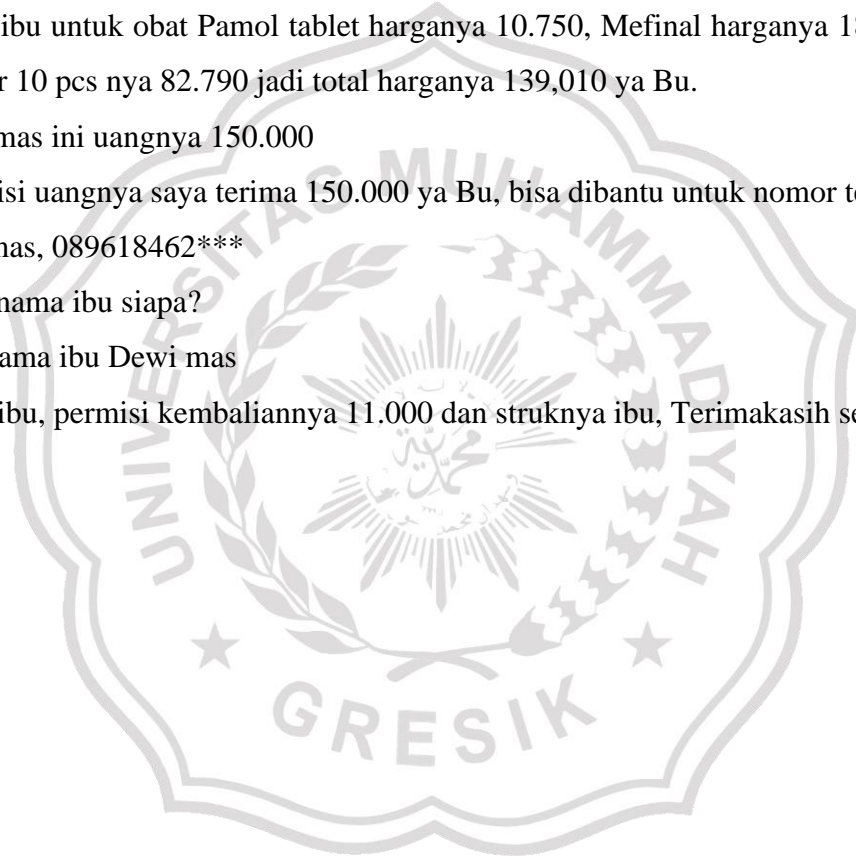 ibu untuk obat Pamol tablet harganya 10.750, Mefinal harganya
r 10 pcs nya 82.790 jadi total harganya 139,010 ya Bu.
mas ini uangnya 150.000
isi uangnya saya terima 150.000 ya Bu, bisa dibantu untuk nomor
nas, 089618462***
nama ibu siapa?
ama ibu Dewi mas
ibu, permisi kembaliannya 11.000 dan struknya ibu, Terimakasih
UNIVERSITAS MUHAMMADIYAH
GRESIK